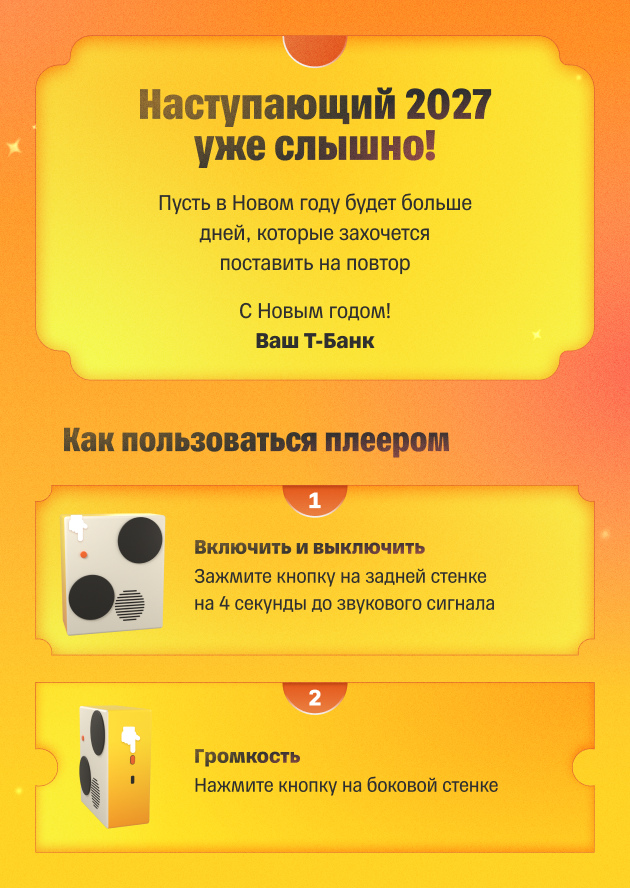 Наступающий 2027
уже слышно!
Пусть в Новом году будет больше
дней, которые захочется
поставить на повтор
С Новым годом!
Ваш Т-Банк
Как пользоваться плеером
1
Включить и выключить
Зажмите кнопку на задней стенке
на 4 секунды до звукового сигнала
2
Громкость
Нажмите кнопку на боковой стенке